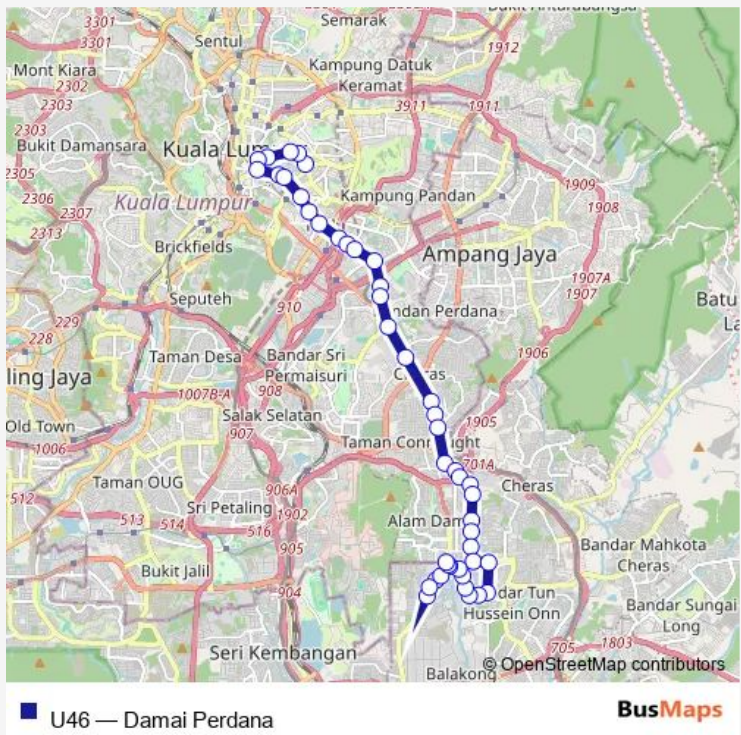 3301
Semarak
3301
Sentul
1912
Kampung Datuk
Keramat
Mont Kiara
2302
2303
3911
1911
2303
Bukit Damansara
Kuala Lum
2305
1909
2306
Kampung Pandan
1908
Kuala Lumpur
2307
2313
Brickfields
Ampang Jaya
1907A
1907
Seputeh
910
ndan Perdana
Batu
229
228
Taman Desa
Bandar Sri
Permaisuri
1906
ling Jaya
1007B-A
908
Old Town
Salak Selatan
1905
907
1006
Taman Conn
ght
701A
Taman OUG
906A
Cheras
512
Sri Petaling
1902
513
514
516
Alam Dam
905
Bandar Mahkota
Cheras
Bukit Jalil
904
dar Tun
Hussein Onn
Bandar Sungai
Long
Seri Kembangan
705
1803
Balakong
© OpenStreetMap contributors
U46 — Damai Perdana
BusMaps